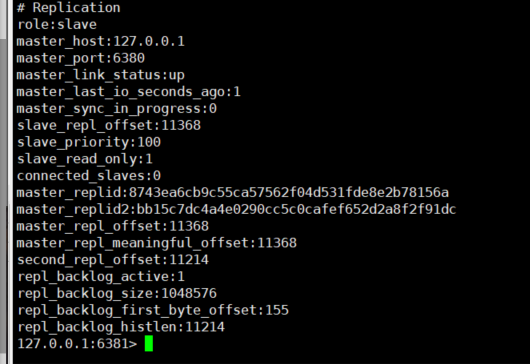 # Replication
role:slave
master_host:127.0.0.1
master_port:6380
master_link_status:up
master_last_io_seconds_ago:1
master_sync_in_progress:0
slave_repl_offset:11368
slave_priority:100
slave_read_only:1
connected_slaves:0
master_replid:8743ea6cb9c55ca57562f04d531fde8e2b78156a
master_replid2:bb15c7dc4a4e0290cc5c0cafef652d2a8f2f91dc
master_repl_offset:11368
master_repl_meaningful_offset:11368
second_repl_offset:11214
repl_backlog_active:1
repl_backlog_size:1048576
repl_backlog_first_byte_offset:155
repl_backlog_histlen:11214
127.0.0.1:6381>